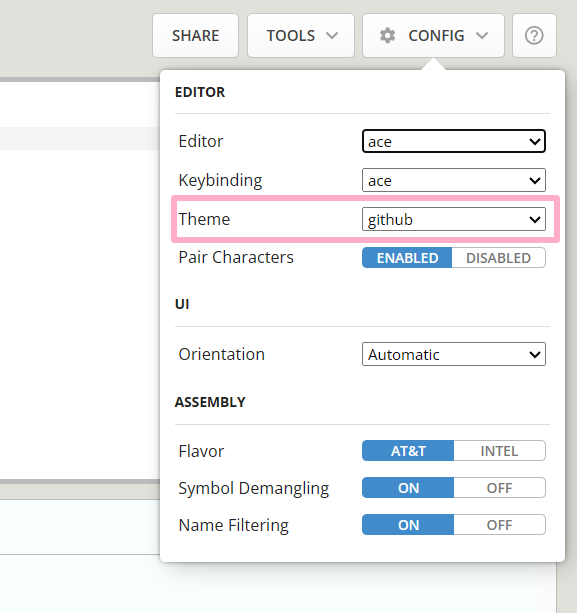 SHARE TOOLS CONFIG ?
EDITOR
Editor ace
Keybinding ace
Theme github
Pair Characters ENABLED DISABLED
UI
Orientation Automatic
ASSEMBLY
Flavor AT&T INTEL
Symbol Demangling ON OFF
Name Filtering ON OFF